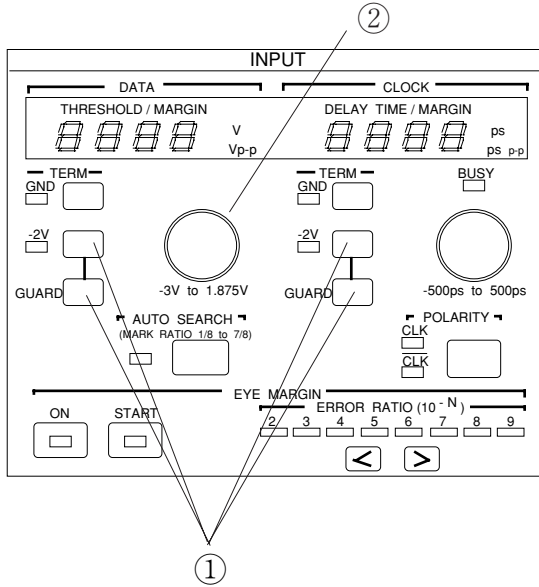 ②
INPUT
DATA CLOCK
THRESHOLD / MARGIN DELAY TIME / MARGIN
8888 V 8888 ps
Vp-p ps p-p
TERM TERM BUSY
GND GND
-2V -2V
GUARD -3V to 1.875V GUARD -500ps to 500ps
AUTO SEARCH POLARITY
(MARK RATIO 1/8 to 7/8) CLK
C̅L̅K̅
EYE MARGIN
ON START ERROR RATIO (10⁻ᴺ)
2 3 4 5 6 7 8 9
< >
①